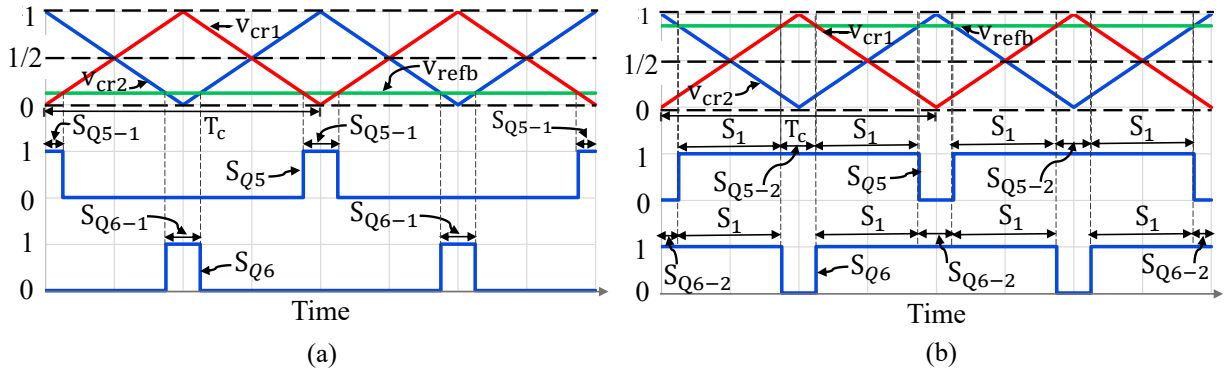 1
1/2
0
v_cr1
v_cr2
v_refb
T_c
S_Q5−1
S_Q5−1
S_Q5−1
1
0
S_Q5
S_Q6−1
S_Q6−1
1
0
S_Q6
Time
(a)
1
1/2
0
v_cr1
v_refb
v_cr2
S_1
T_c
S_1
S_1
S_1
1
0
S_Q5−2
S_Q5
S_Q5−2
S_1
S_1
S_1
S_1
1
0
S_Q6−2
S_Q6
S_Q6−2
S_Q6−2
Time
(b)